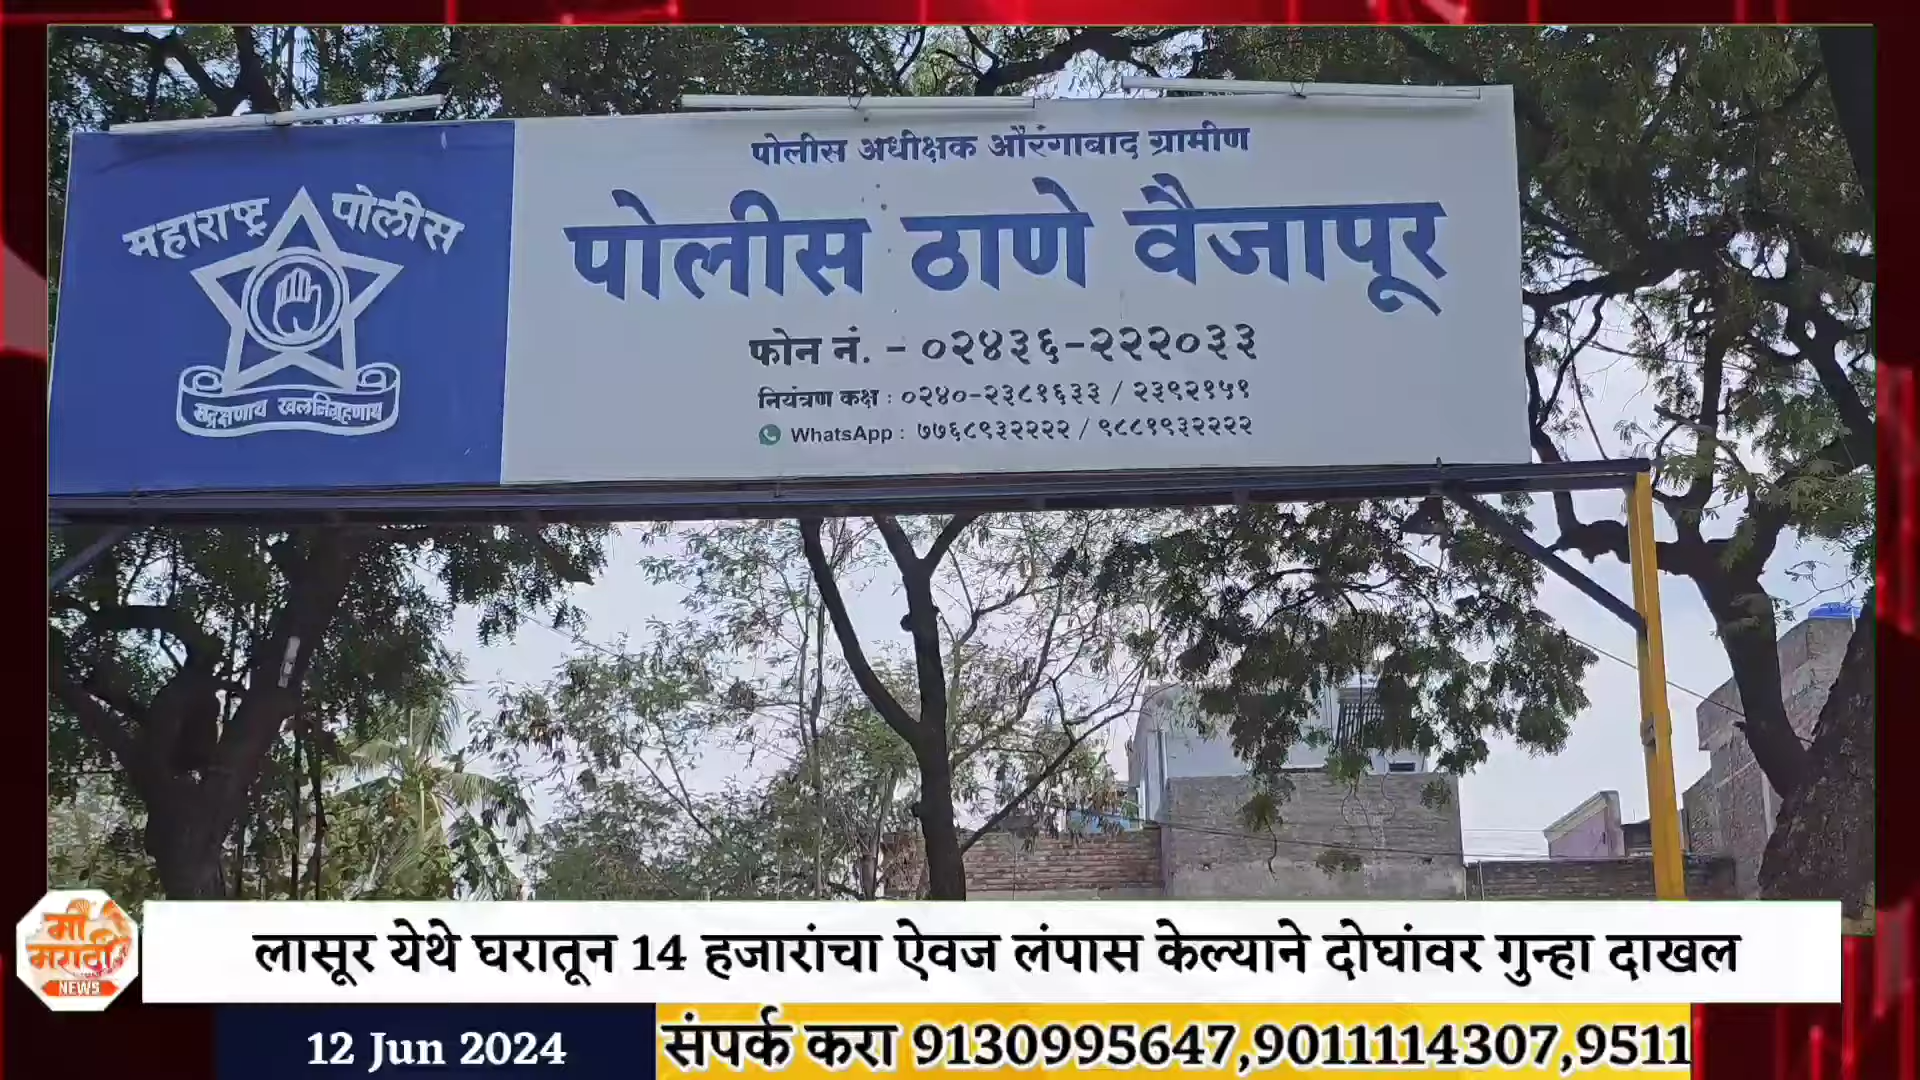 पोलीस अधीक्षक औरंगाबाद ग्रामीण
महाराष्ट्र पोलीस
पोलीस ठाणे वैजापूर
फोन नं. - ०२४३६-२२२०३३
नियंत्रण कक्ष : ०२४०-२३८१६३३ / २३९२१५१
WhatsApp : ७७६८९३२२२२ / ९८८१९३२२२२
सद्रक्षणाय खलनिग्रहणाय
लासूर येथे घरातून 14 हजारांचा ऐवज लंपास केल्याने दोघांवर गुन्हा दाखल
मी
मराठी
NEWS
12 Jun 2024
संपर्क करा 9130995647,9011114307,9511